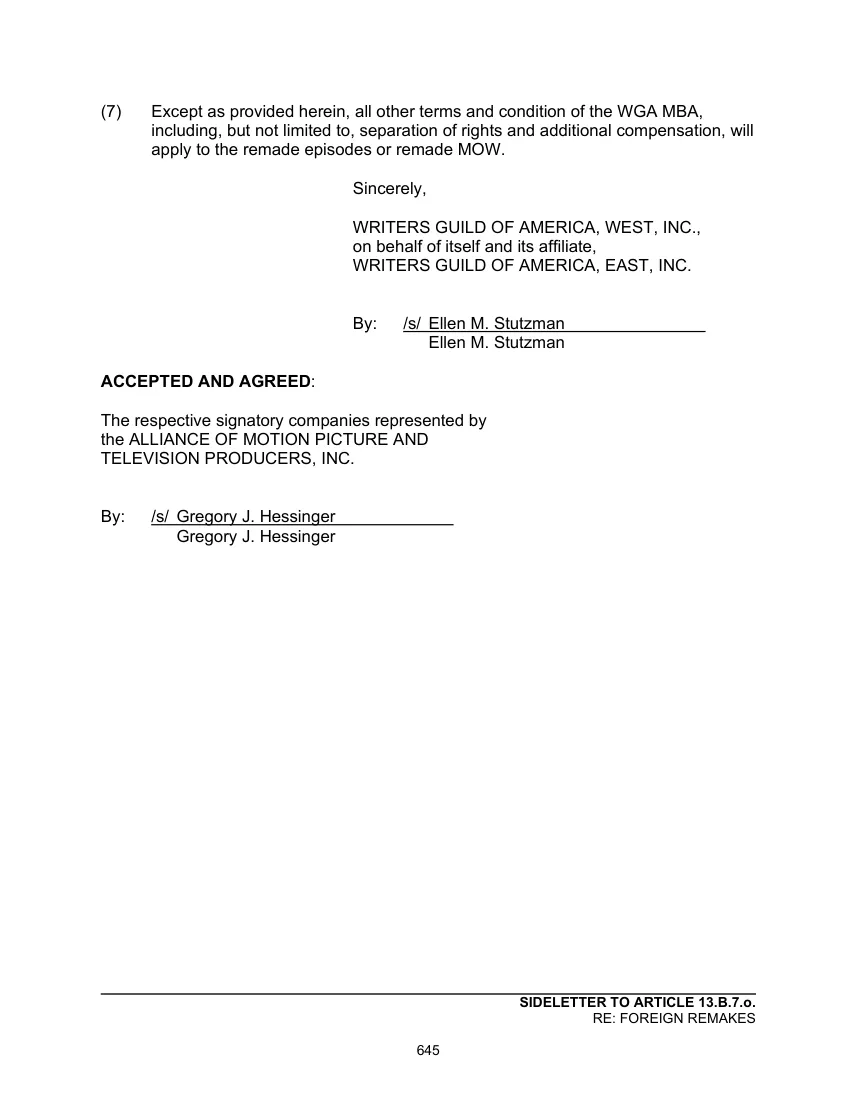 (7) Except as provided herein, all other terms and condition of the WGA MBA,
including, but not limited to, separation of rights and additional compensation, will
apply to the remade episodes or remade MOW.
Sincerely,
WRITERS GUILD OF AMERICA, WEST, INC.,
on behalf of itself and its affiliate,
WRITERS GUILD OF AMERICA, EAST, INC.
By: /s/ Ellen M. Stutzman
Ellen M. Stutzman
ACCEPTED AND AGREED:
The respective signatory companies represented by
the ALLIANCE OF MOTION PICTURE AND
TELEVISION PRODUCERS, INC.
By: /s/ Gregory J. Hessinger
Gregory J. Hessinger
SIDELETTER TO ARTICLE 13.B.7.o.
RE: FOREIGN REMAKES
645